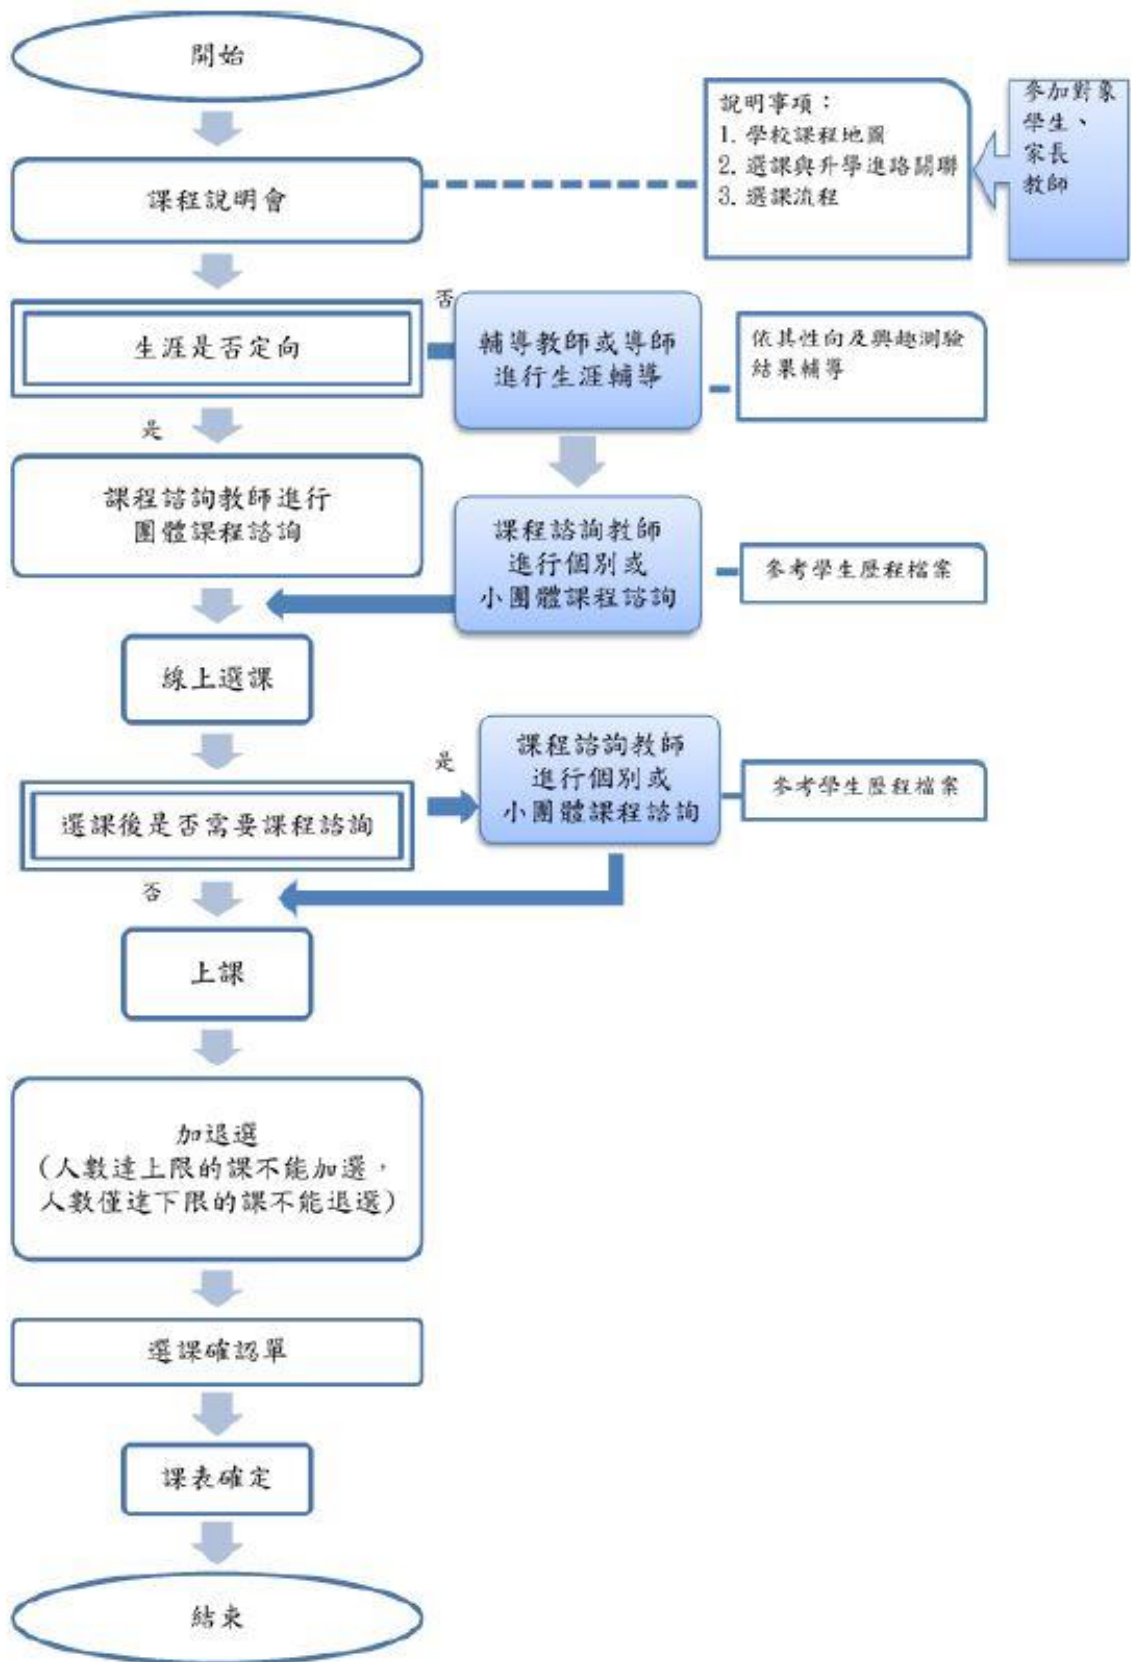 開始
課程說明會
說明事項：
1. 學校課程地圖
2. 選課與升學進路關聯
3. 選課流程
參加對象
學生、
家長
教師
生涯是否定向
否
輔導教師或導師
進行生涯輔導
依其性向及興趣測驗
結果輔導
是
課程諮詢教師進行
團體課程諮詢
課程諮詢教師
進行個別或
小團體課程諮詢
參考學生歷程檔案
線上選課
選課後是否需要課程諮詢
是
課程諮詢教師
進行個別或
小團體課程諮詢
參考學生歷程檔案
否
上課
加退選
(人數達上限的課不能加選，
人數僅達下限的課不能退選)
選課確認單
課表確定
結束